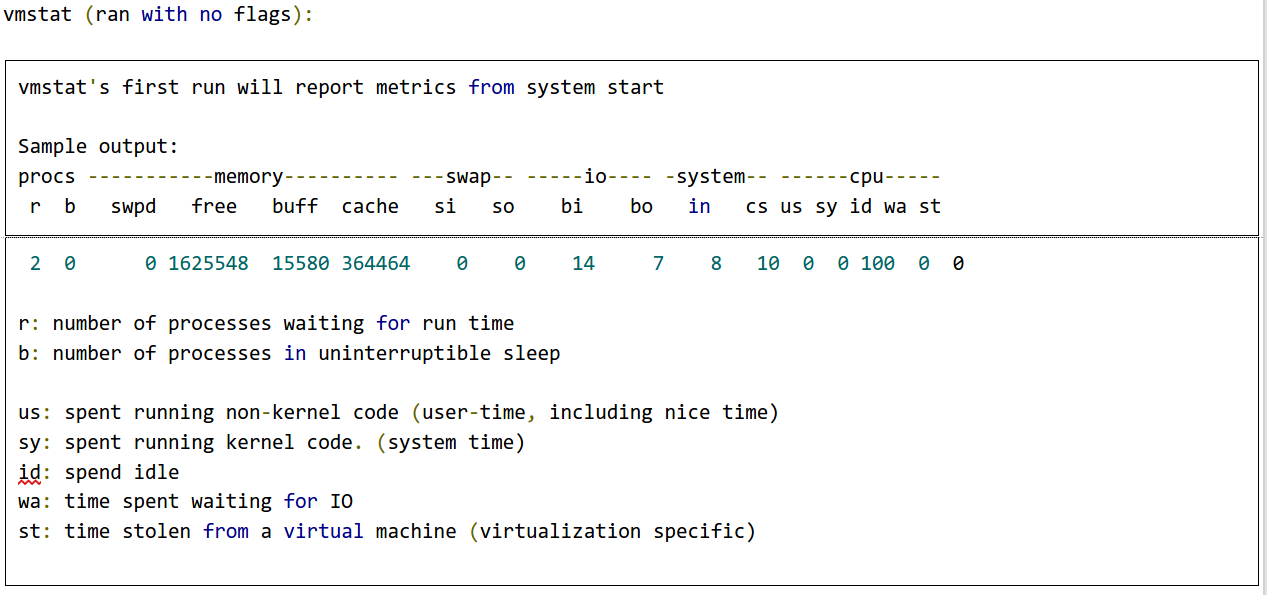 vmstat (ran with no flags):
vmstat's first run will report metrics from system start
Sample output:
procs -----------memory---------- ---swap-- -----io---- -system-- ------cpu-----
 r  b   swpd   free   buff  cache   si   so    bi    bo   in   cs us sy id wa st
 2  0      0 1625548  15580 364464    0    0    14     7    8   10  0  0 100  0  0
r: number of processes waiting for run time
b: number of processes in uninterruptible sleep
us: spent running non-kernel code (user-time, including nice time)
sy: spent running kernel code. (system time)
id: spend idle
wa: time spent waiting for IO
st: time stolen from a virtual machine (virtualization specific)